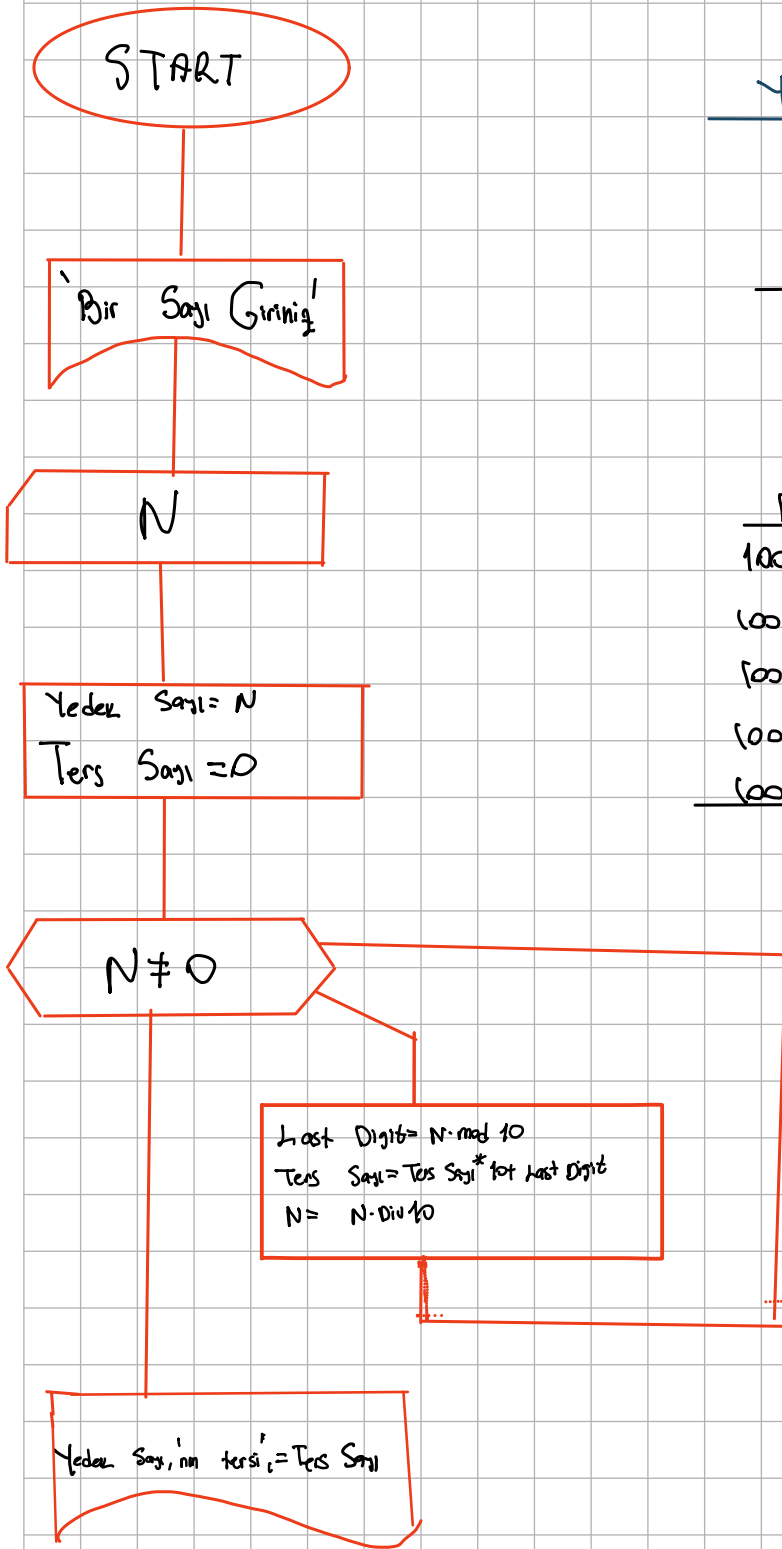 START
'Bir Sayı Giriniz'
N
Yedek Sayı = N
Ters Sayı = 0
N ≠ 0
Last Digit = N mod 10
Ters Sayı = Ters Sayı * 10 + Last Digit
N = N Div 10
Yedek Sayı, 'nın tersi', = Ters Sayı
100